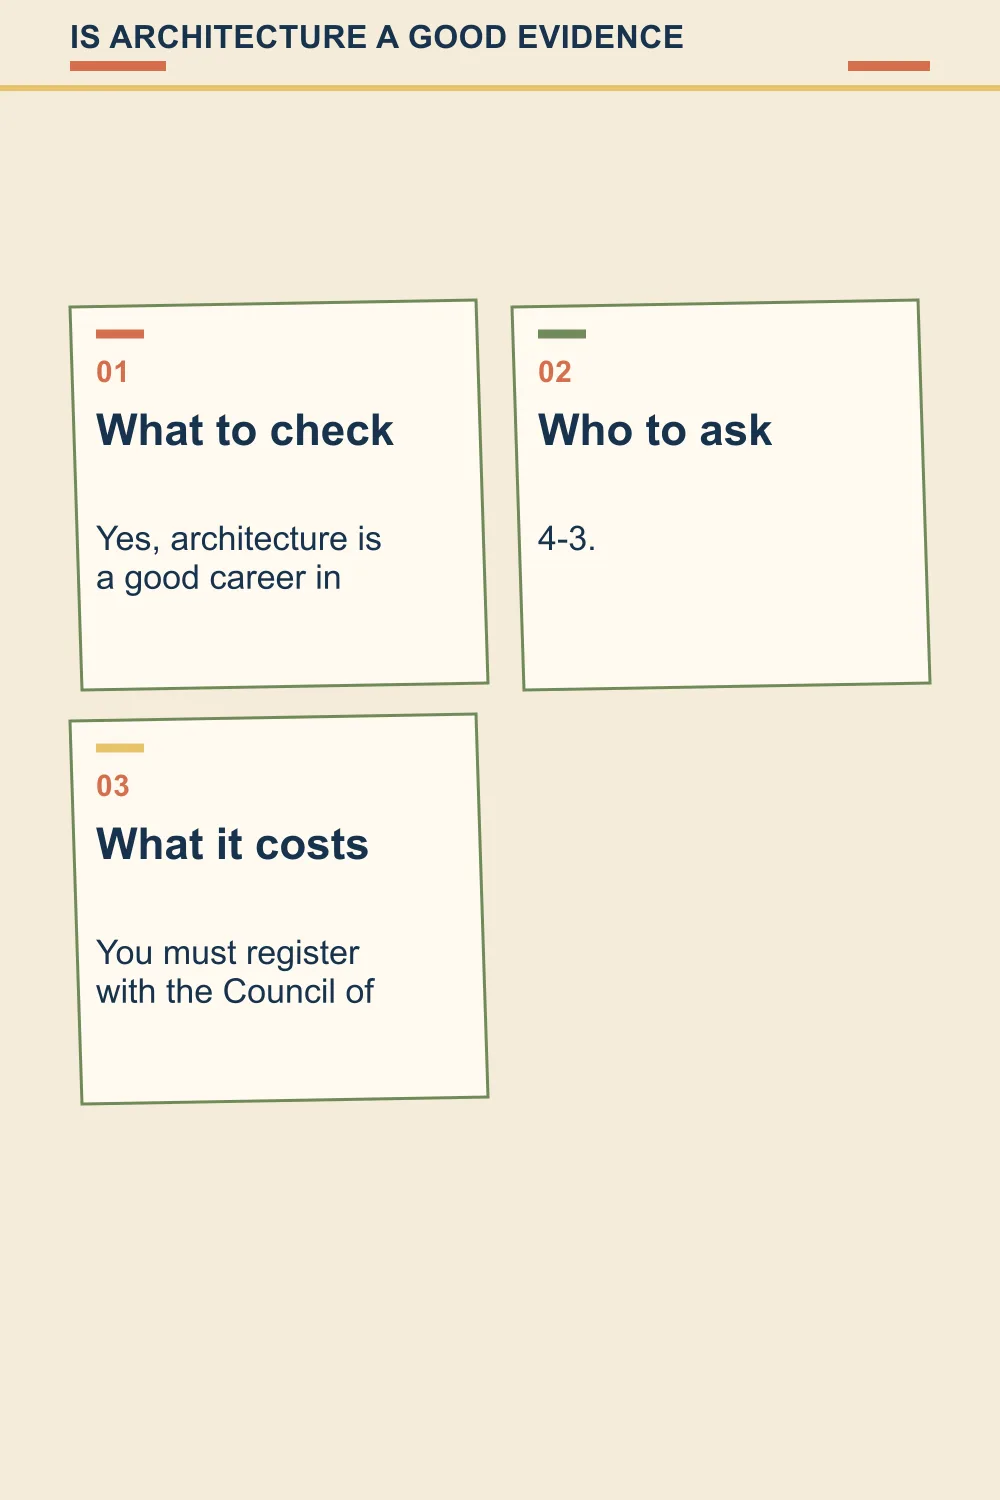 IS ARCHITECTURE A GOOD EVIDENCE
01
What to check
Yes, architecture is
a good career in
02
Who to ask
4-3.
03
What it costs
You must register
with the Council of